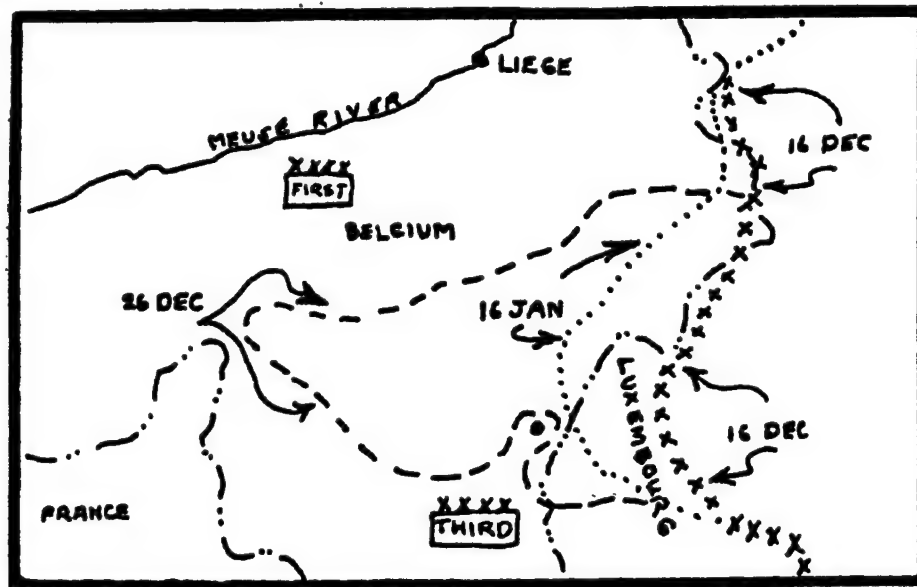 LIEGE
MEUSE RIVER
16 DEC
XXXX
FIRST
BELGIUM
26 DEC
16 JAN
LUXEMBOURG
16 DEC
FRANCE
XXXX
THIRD